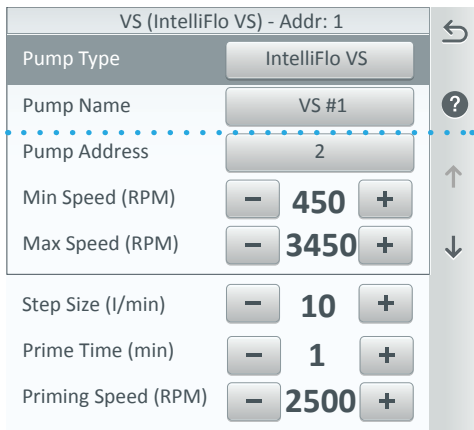 VS (IntelliFlo VS) - Addr: 1
Pump Type IntelliFlo VS
Pump Name VS #1
Pump Address 2
Min Speed (RPM) − 450 +
Max Speed (RPM) − 3450 +
Step Size (I/min) − 10 +
Prime Time (min) − 1 +
Priming Speed (RPM) − 2500 +